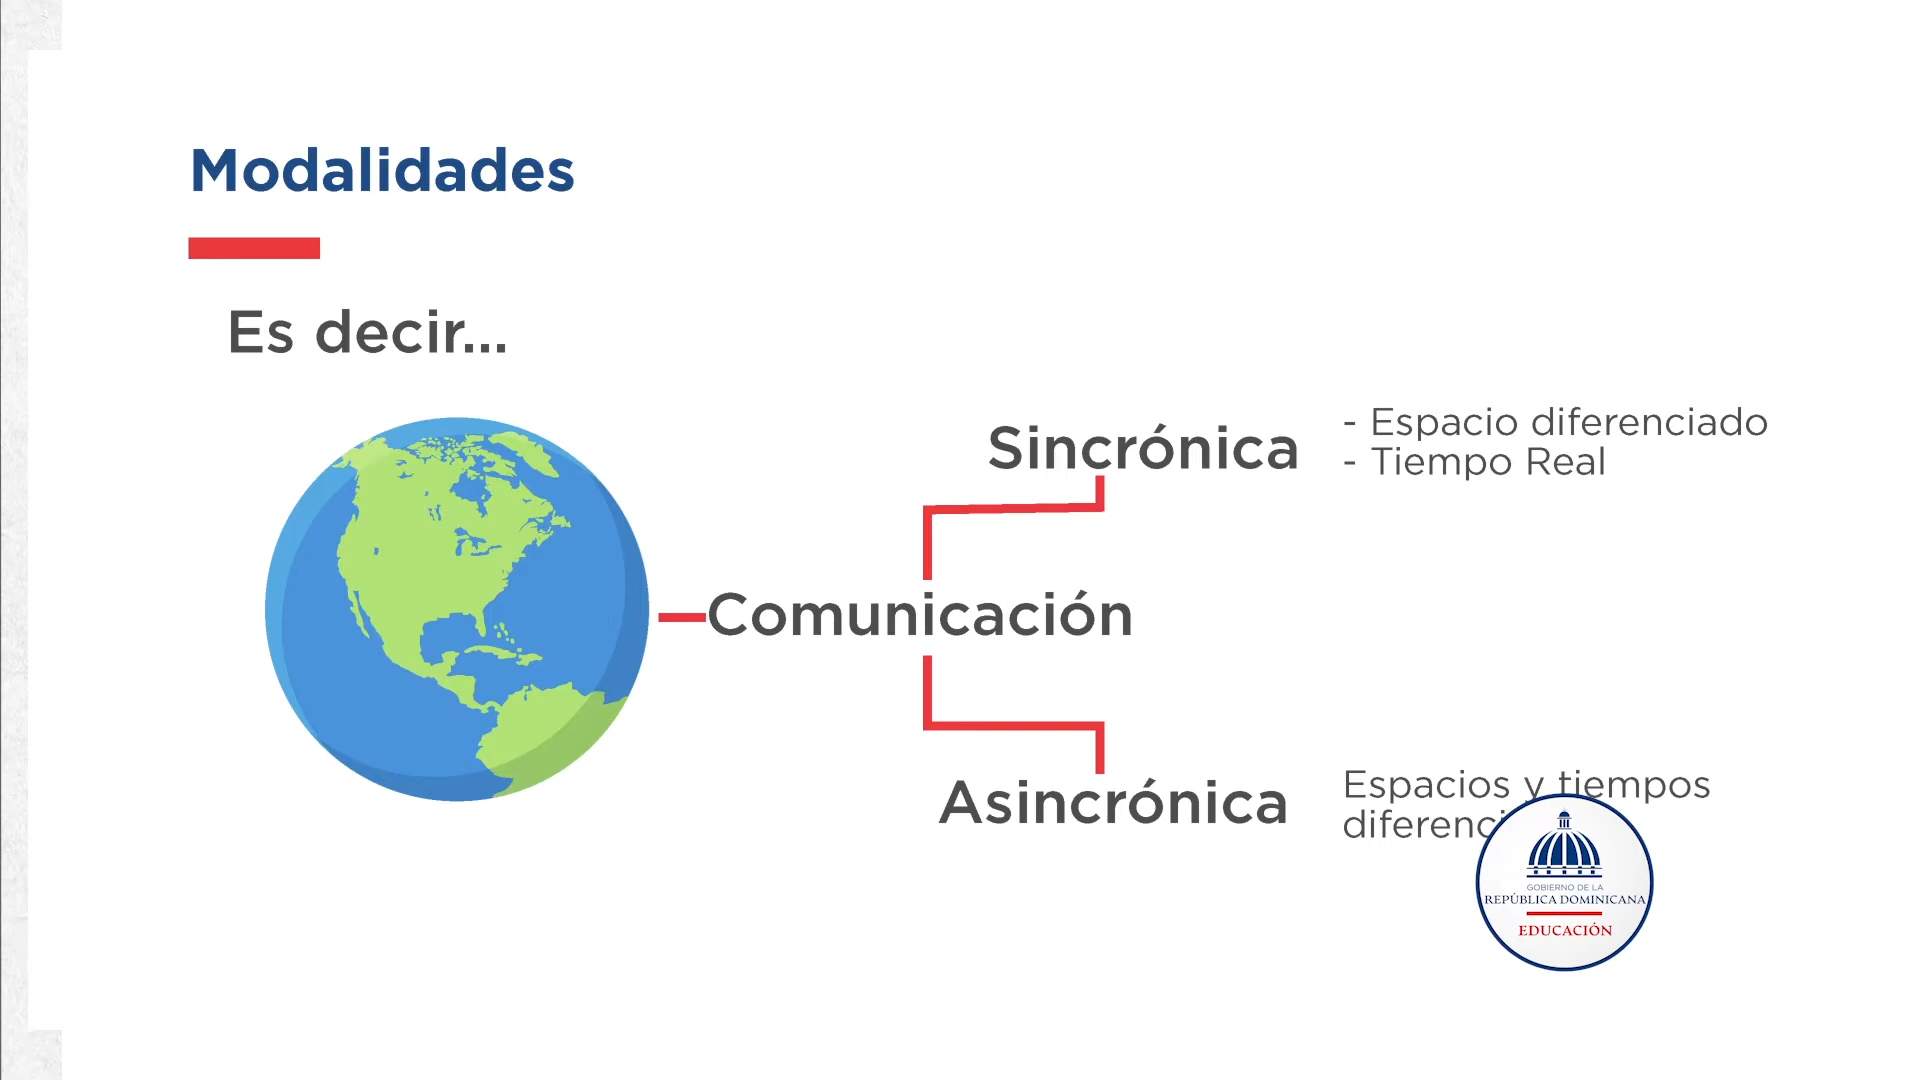 Modalidades
Es decir...
Sincrónica
- Espacio diferenciado
- Tiempo Real
Comunicación
Asincrónica
Espacios y tiempos
GOBIERNO DE LA
REPÚBLICA DOMINICANA
EDUCACIÓN